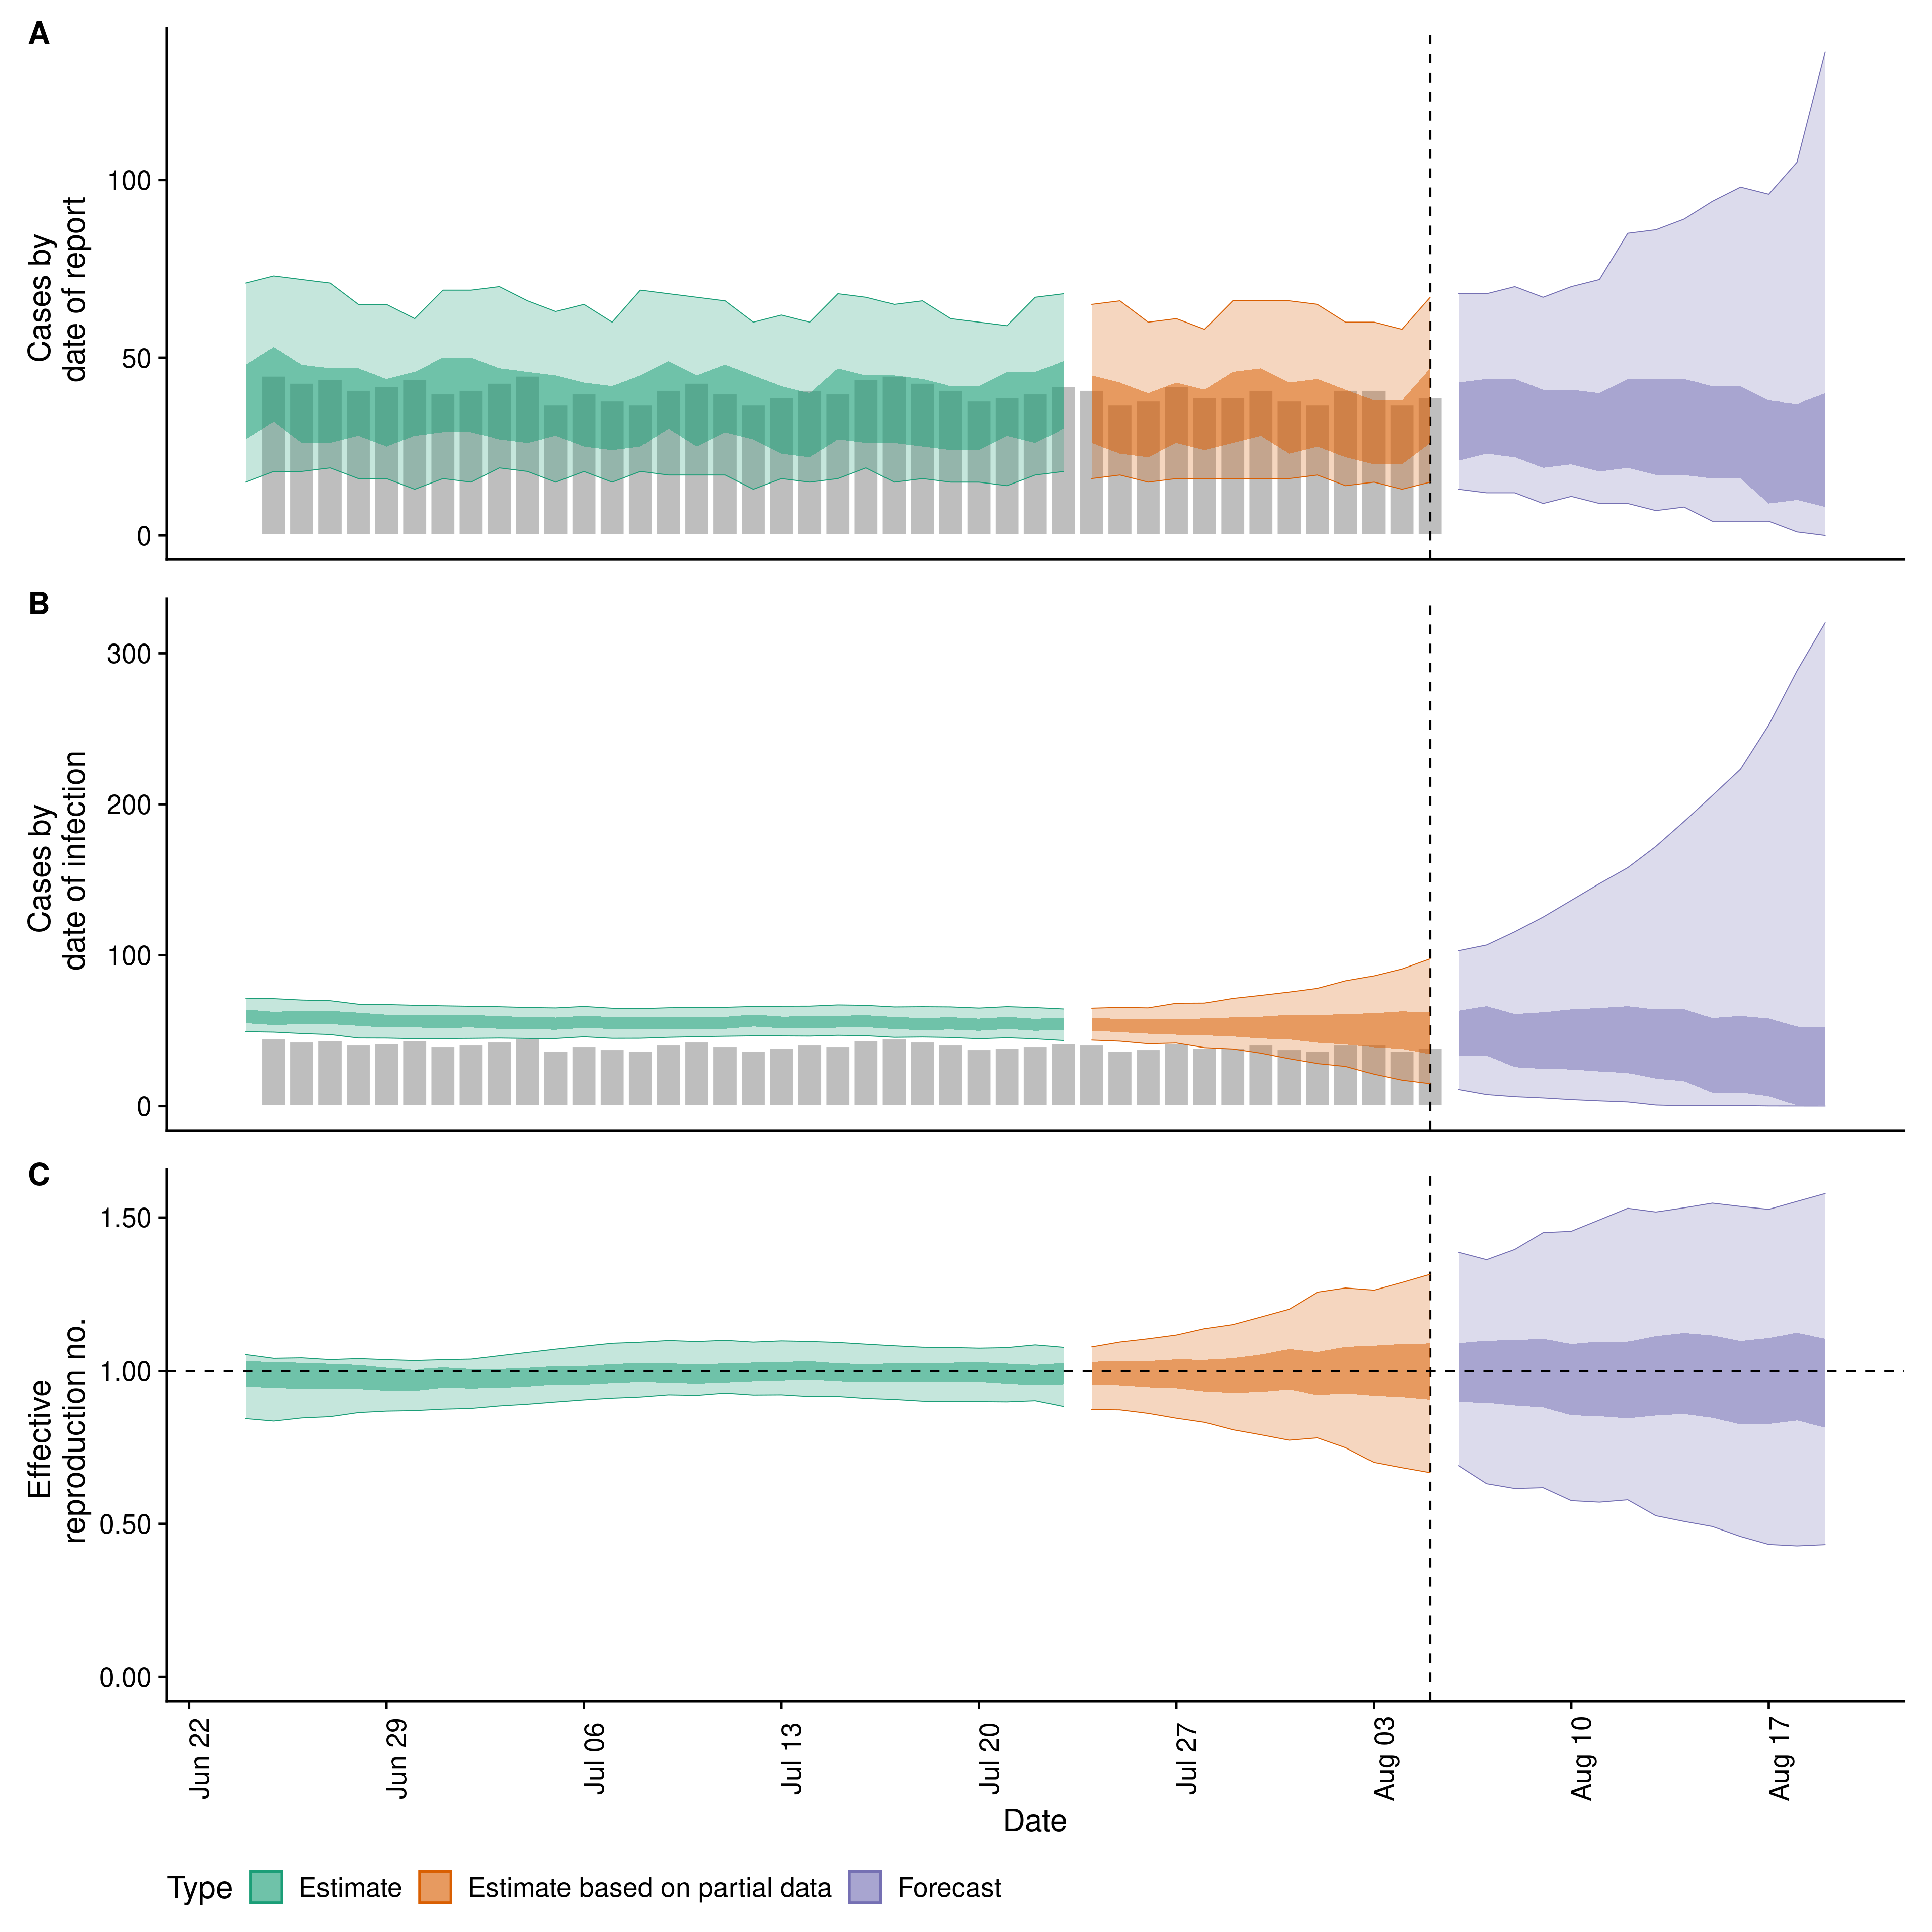 A
Cases by
date of report
100
50
0
B
Cases by
date of infection
300
200
100
0
C
Effective
reproduction no.
1.50
1.00
0.50
0.00
Jun 22
Jun 29
Jul 06
Jul 13
Jul 20
Jul 27
Aug 03
Aug 10
Aug 17
Date
Type
Estimate
Estimate based on partial data
Forecast